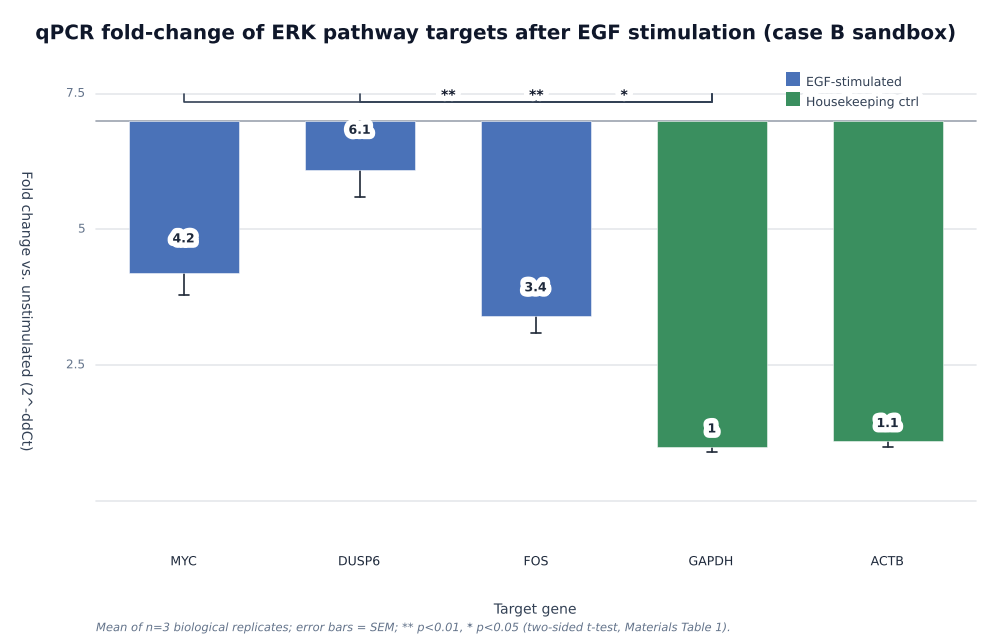 qPCR fold-change of ERK pathway targets after EGF stimulation (case B sandbox)
EGF-stimulated
Housekeeping ctrl
7.5
5
2.5
Fold change vs. unstimulated (2^-ddCt)
** ** *
4.2
6.1
3.4
1
1.1
MYC DUSP6 FOS GAPDH ACTB
Target gene
Mean of n=3 biological replicates; error bars = SEM; ** p<0.01, * p<0.05 (two-sided t-test, Materials Table 1).